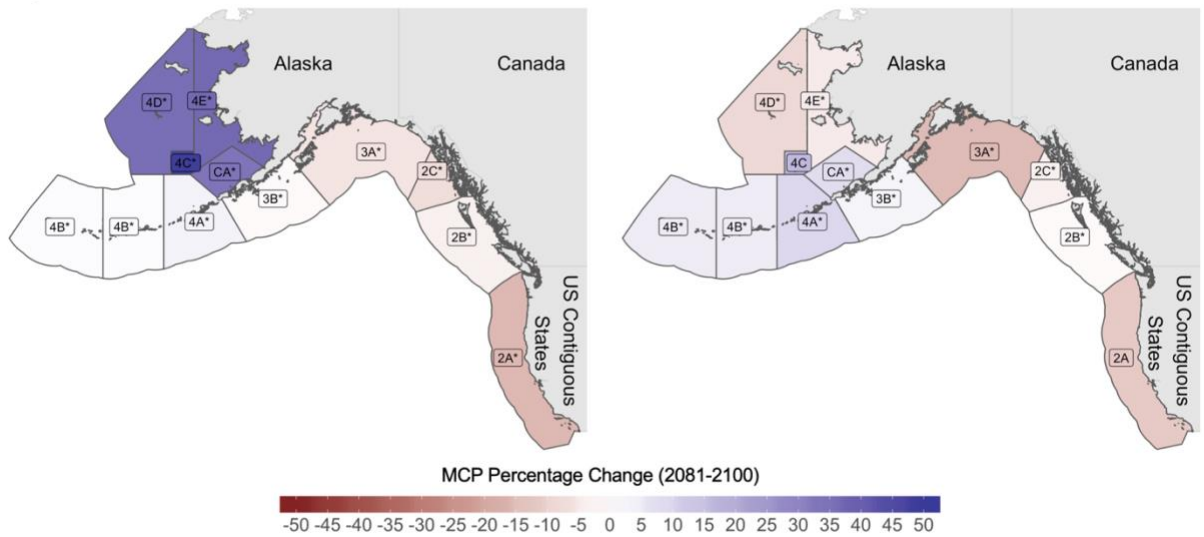 Alaska
Canada
4D*
4E*
4C*
CA*
3A*
2C*
3B*
4B*
4B*
4A*
2B*
US Contiguous
States
2A*
Alaska
Canada
4D*
4E*
4C
CA*
3A*
2C*
3B*
4B*
4B*
4A*
2B*
US Contiguous
States
2A
MCP Percentage Change (2081-2100)
-50 -45 -40 -35 -30 -25 -20 -15 -10 -5 0 5 10 15 20 25 30 35 40 45 50